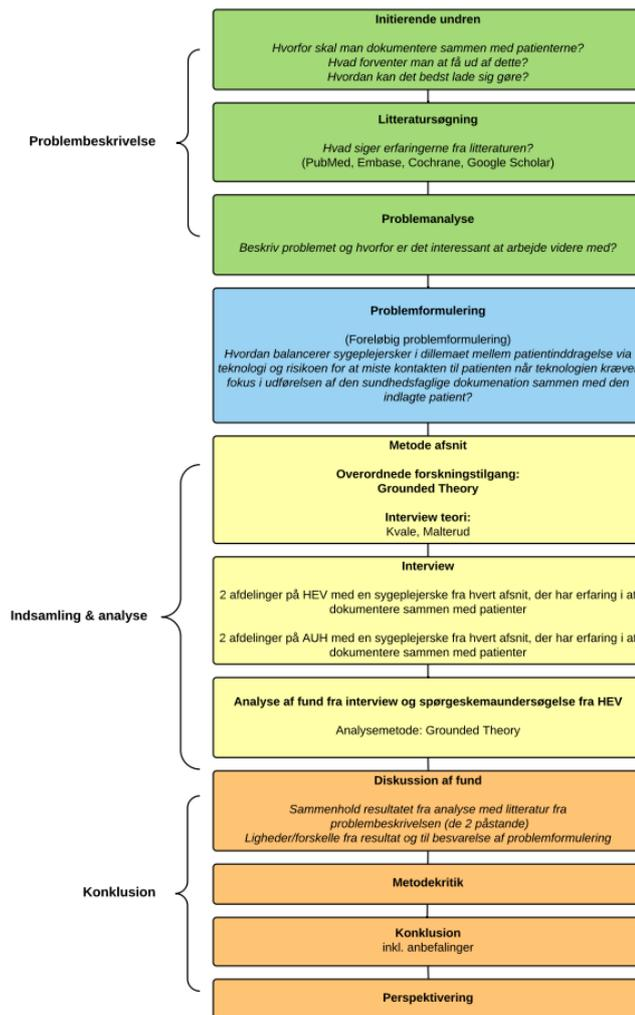 Initierende undren
Hvorfor skal man dokumentere sammen med patienterne?
Hvad forventer man at få ud af dette?
Hvordan kan det bedst lade sig gøre?
Problembeskrivelse
Litteratursøgning
Hvad siger erfaringerne fra litteraturen?
(PubMed, Embase, Cochrane, Google Scholar)
Problemanalyse
Beskriv problemet og hvorfor er det interessant at arbejde videre med?
Problemformulering
(Foreløbig problemformulering)
Hvordan balancerer sygeplejersker i dillemaet mellem patientinddragelse via
teknologi og risikoen for at miste kontakten til patienten når teknologien kræver
fokus i udførelsen af den sundhedsfaglige dokumenation sammen med den
indlagte patient?
Metode afsnit
Overordnede forskningstilgang:
Grounded Theory
Interview teori:
Kvale, Malterud
Indsamling & analyse
Interview
2 afdelinger på HEV med en sygeplejerske fra hvert afsnit, der har erfaring i at
dokumentere sammen med patienter
2 afdelinger på AUH med en sygeplejerske fra hvert afsnit, der har erfaring i at
dokumentere sammen med patienter
Analyse af fund fra interview og spørgeskemaundersøgelse fra HEV
Analysemetode: Grounded Theory
Diskussion af fund
Sammenhold resultatet fra analyse med litteratur fra
problembeskrivelsen (de 2 påstande)
Ligheder/forskelle fra resultat og til besvarelse af problemformulering
Konklusion
Metodekritik
Konklusion
inkl. anbefalinger
Perspektivering